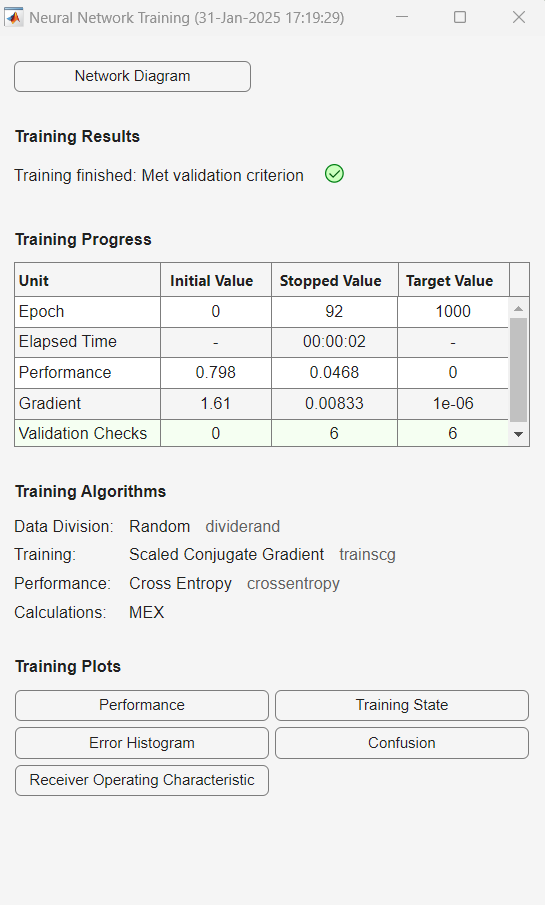 Neural Network Training (31-Jan-2025 17:19:29)
Network Diagram
Training Results
Training finished: Met validation criterion
Training Progress
Unit Initial Value Stopped Value Target Value
Epoch 0 92 1000
Elapsed Time - 00:00:02 -
Performance 0.798 0.0468 0
Gradient 1.61 0.00833 1e-06
Validation Checks 0 6 6
Training Algorithms
Data Division: Random dividerand
Training: Scaled Conjugate Gradient trainscg
Performance: Cross Entropy crossentropy
Calculations: MEX
Training Plots
Performance Training State
Error Histogram Confusion
Receiver Operating Characteristic